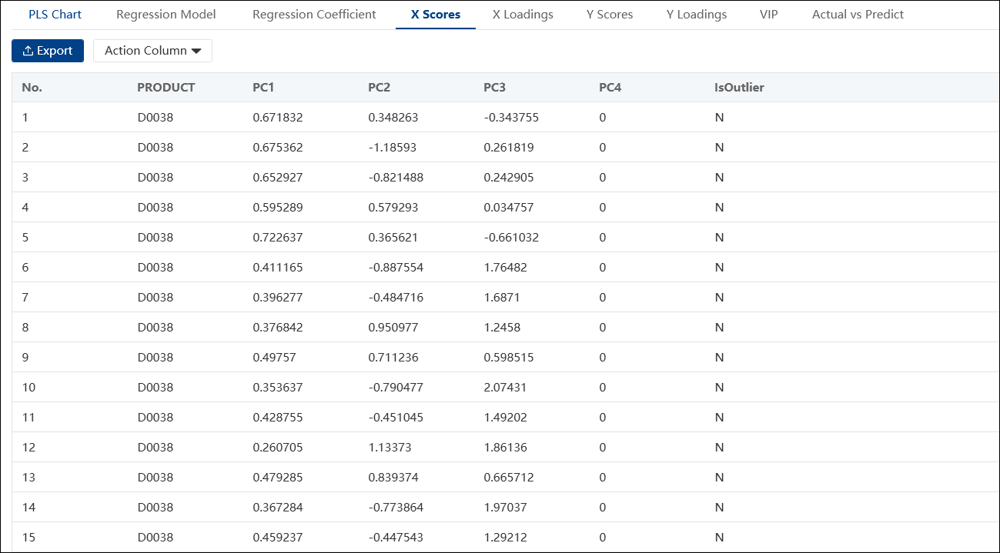 PLS Chart Regression Model Regression Coefficient X Scores X Loadings Y Scores Y Loadings VIP Actual vs Predict
Export Action Column
No. PRODUCT PC1 PC2 PC3 PC4 IsOutlier
1 D0038 0.671832 0.348263 -0.343755 0 N
2 D0038 0.675362 -1.18593 0.261819 0 N
3 D0038 0.652927 -0.821488 0.242905 0 N
4 D0038 0.595289 0.579293 0.034757 0 N
5 D0038 0.722637 0.365621 -0.661032 0 N
6 D0038 0.411165 -0.887554 1.76482 0 N
7 D0038 0.396277 -0.484716 1.6871 0 N
8 D0038 0.376842 0.950977 1.2458 0 N
9 D0038 0.49757 0.711236 0.598515 0 N
10 D0038 0.353637 -0.790477 2.07431 0 N
11 D0038 0.428755 -0.451045 1.49202 0 N
12 D0038 0.260705 1.13373 1.86136 0 N
13 D0038 0.479285 0.839374 0.665712 0 N
14 D0038 0.367284 -0.773864 1.97037 0 N
15 D0038 0.459237 -0.447543 1.29212 0 N